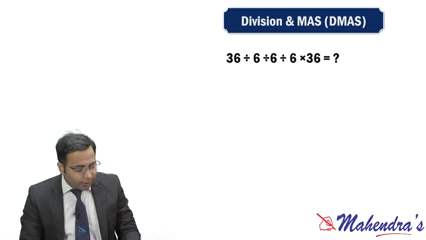 Division & MAS (DMAS)
36 ÷ 6 ÷6 ÷ 6 ×36 = ?
Mahendra's